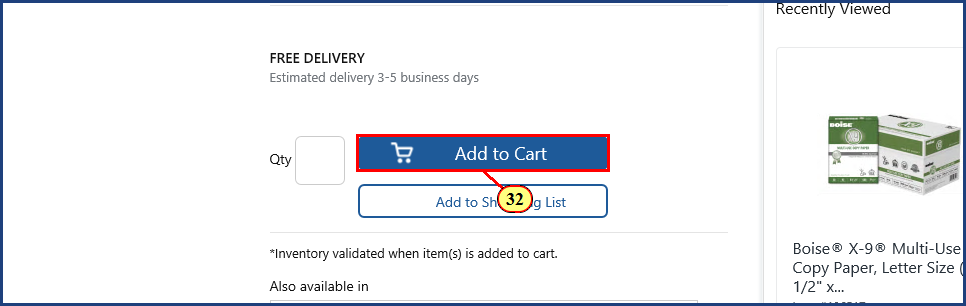 Recently Viewed
FREE DELIVERY
Estimated delivery 3-5 business days
Qty
Add to Cart
32
Add to Sh g List
*Inventory validated when item(s) is added to cart.
Also available in
BOISE
Boise® X-9® Multi-Use
Copy Paper, Letter Size (
1/2" x...